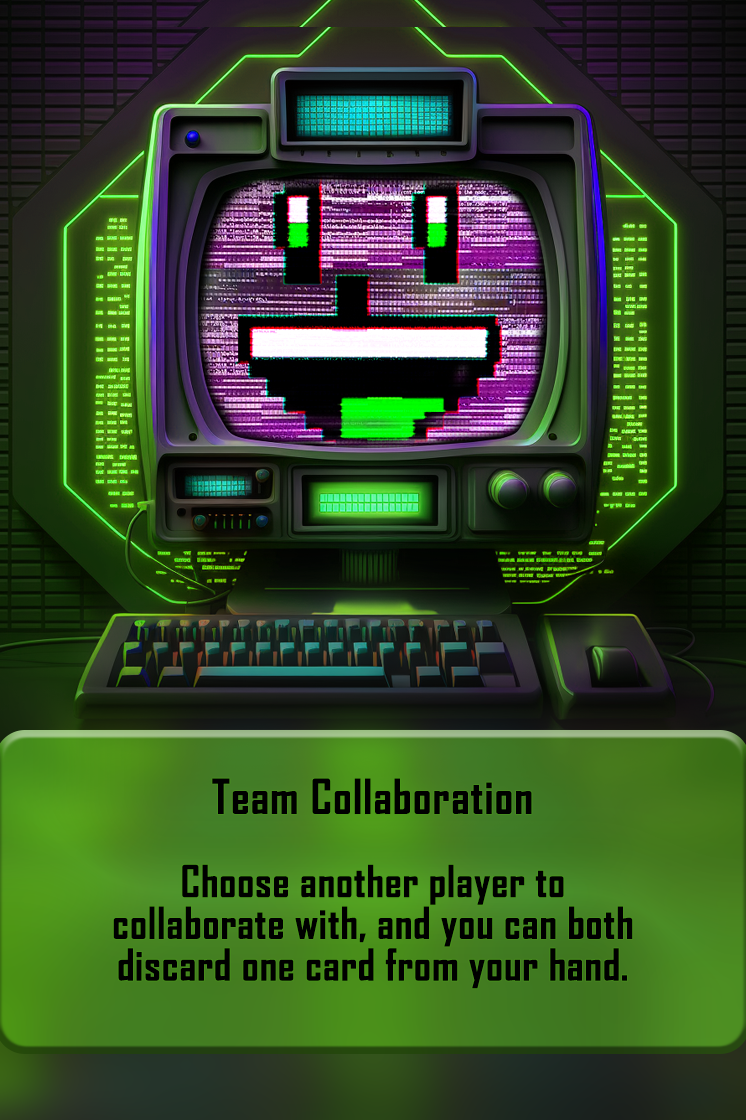 Team Collaboration
Choose another player to
collaborate with, and you can both
discard one card from your hand.